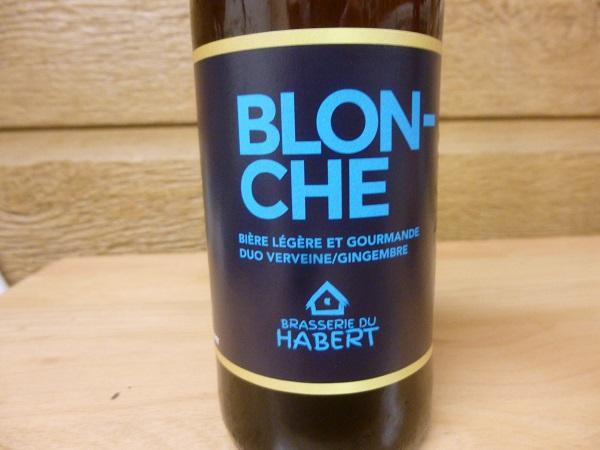 BLON-
CHE
BIÈRE LÉGÈRE ET GOURMANDE
DUO VERVEINE/GINGEMBRE
BRASSERIE DU
HABERT